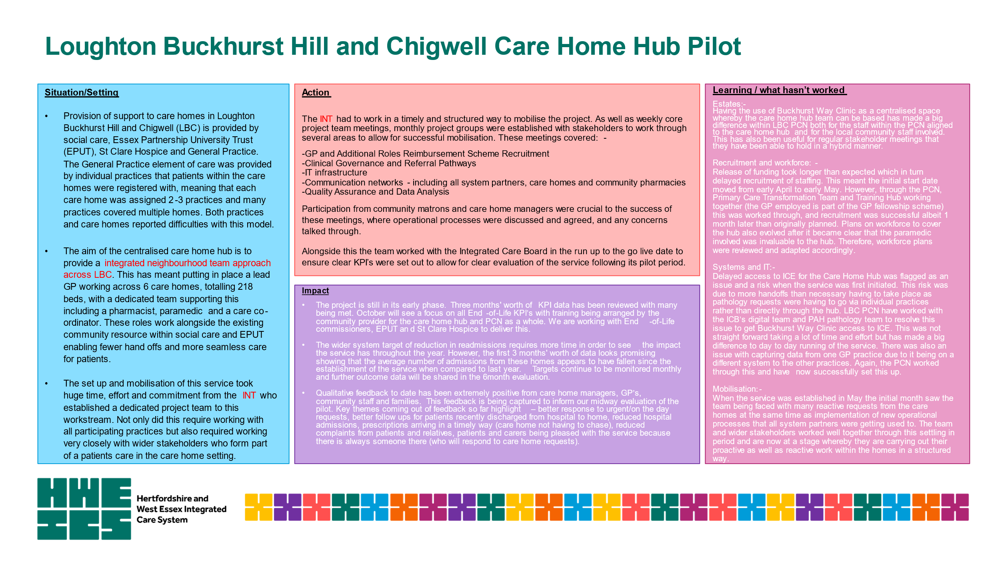 Loughton Buckhurst Hill and Chigwell Care Home Hub Pilot
Situation/Setting
• Provision of support to care homes in Loughton
Buckhurst Hill and Chigwell (LBC) is provided by
social care, Essex Partnership University Trust
(EPUT), St Clare Hospice and General Practice.
The General Practice element of care was provided
by individual practices that patients within the care
homes were registered with, meaning that each
care home was assigned 2-3 practices and many
practices covered multiple homes. Both practices
and care homes reported difficulties with this model.
• The aim of the centralised care home hub is to
provide a integrated neighbourhood team approach
across LBC. This has meant putting in place a lead
GP working across 6 care homes, totalling 218
beds, with a dedicated team supporting this
including a pharmacist, paramedic and a care co-
ordinator. These roles work alongside the existing
community resource within social care and EPUT
enabling fewer hand offs and more seamless care
for patients.
• The set up and mobilisation of this service took
huge time, effort and commitment from the INT who
established a dedicated project team to this
workstream. Not only did this require working with
all participating practices but also required working
very closely with wider stakeholders who form part
of a patients care in the care home setting.
Action
The INT had to work in a timely and structured way to mobilise the project. As well as weekly core
project team meetings, monthly project groups were established with stakeholders to work through
several areas to allow for successful mobilisation. These meetings covered: -
-GP and Additional Roles Reimbursement Scheme Recruitment
-Clinical Governance and Referral Pathways
-IT infrastructure
-Communication networks - including all system partners, care homes and community pharmacies
-Quality Assurance and Data Analysis
Participation from community matrons and care home managers were crucial to the success of
these meetings, where operational processes were discussed and agreed, and any concerns
talked through.
Alongside this the team worked with the Integrated Care Board in the run up to the go live date to
ensure clear KPI's were set out to allow for clear evaluation of the service following its pilot period.
Impact
• The project is still in its early phase. Three months' worth of KPI data has been reviewed with many
being met. October will see a focus on all End -of-Life KPI's with training being arranged by the
community provider for the care home hub and PCN as a whole. We are working with End -of-Life
commissioners, EPUT an d St Clare Hospice to deliver this.
• The wider system target of reduction in readmissions requires more time in order to see the impact
the service has throughout the year. However, the first 3 months' worth of data looks promising
showing that the average number of admissions from these homes appears to have fallen since the
establishment of the service when compared to last year. Targets continue to be monitored monthly
and further outcome data will be shared in the 6month evaluation.
• Qualitative feedback to date has been extremely positive from care home managers, GP's,
community staff and families. This feedback is being captured to inform our midway evaluation of the
pilot. Key themes coming out of feedback so far highlight – better response to urgent/on the day
requests, better follow ups for patients recently discharged from hospital to home, reduced hospital
admissions, prescriptions arriving in a timely way (care home not having to chase), reduced
complaints from patients and relatives, patients and carers being pleased with the service because
there is always someone there (who will respond to care home requests).
Learning / what hasn't worked
Estates:-
Having the use of Buckhurst Way Clinic as a centralised space
whereby the care home hub team can be based has made a big
difference within LBC PCN both for the staff within the PCN aligned
to the care home hub and for the local community staff involved.
This has also been useful for regular stakeholder meetings that
they have been able to hold in a hybrid manner.
Recruitment and workforce: -
Release of funding took longer than expected which in turn
delayed recruitment of staffing. This meant the initial start date
moved from early April to early May. However, through the PCN,
Primary Care Transformation Team and Training Hub working
together (the GP employed is part of the GP fellowship scheme)
this was worked through, and recruitment was successful albeit 1
month later than originally planned. Plans on workforce to cover
the hub also evolved after it became clear that the paramedic
involved was invaluable to the hub. Therefore, workforce plans
were reviewed and adapted accordingly.
Systems and IT:-
Delayed access to ICE for the Care Home Hub was flagged as an
issue and a risk when the service was first initiated. This risk was
due to more handoffs than necessary having to take place as
pathology requests were having to go via individual practices
rather than directly through the hub. LBC PCN have worked with
the ICB's digital team and PAH pathology team to resolve this
issue to get Buckhurst Way Clinic access to ICE. This was not
straight forward taking a lot of time and effort but has made a big
difference to day to day running of the service. There was also an
issue with capturing data from one GP practice due to it being on a
different system to the other practices. Again, the PCN worked
through this and have now successfully set this up.
Mobilisation:-
When the service was established in May the initial month saw the
team being faced with many reactive requests from the care
homes at the same time as implementation of new operational
processes that all system partners were getting used to. The team
and wider stakeholders worked well together through this settling in
period and are now at a stage whereby they are carrying out their
proactive as well as reactive work within the homes in a structured
way.
HWE
ICS
Hertfordshire and
West Essex Integrated
Care System